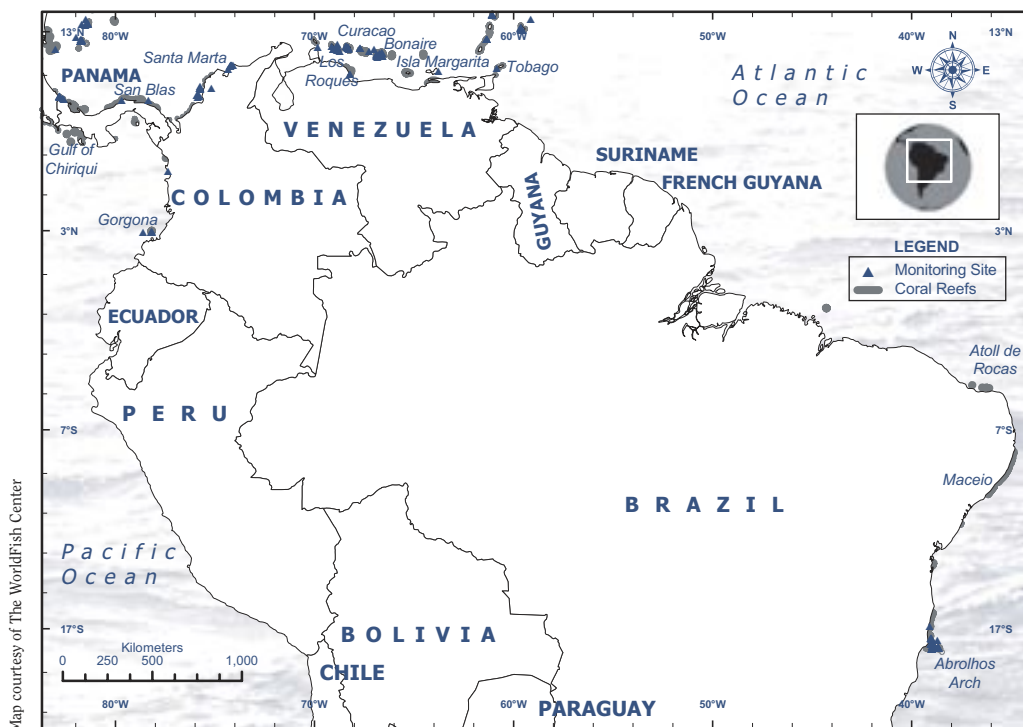 13°N
80°W
70°W
60°W
50°W
40°W
13°N
Curacao
Bonaire
Santa Marta
Los
Roques
Isla Margarita
Tobago
PANAMA
San Blas
Atlantic
Ocean
N
W
E
S
VENEZUELA
Gulf of
Chiriqui
SURINAME
FRENCH GUYANA
GUYANA
COLOMBIA
Gorgona
3°N
3°N
LEGEND
Monitoring Site
Coral Reefs
ECUADOR
Atoll de
Rocas
PERU
7°S
7°S
Maceio
BRAZIL
Pacific
Ocean
17°S
17°S
BOLIVIA
Kilometers
0 250 500 1,000
CHILE
Abrolhos
Arch
PARAGUAY
80°W
70°W
60°W
50°W
40°W
Map courtesy of The WorldFish Center